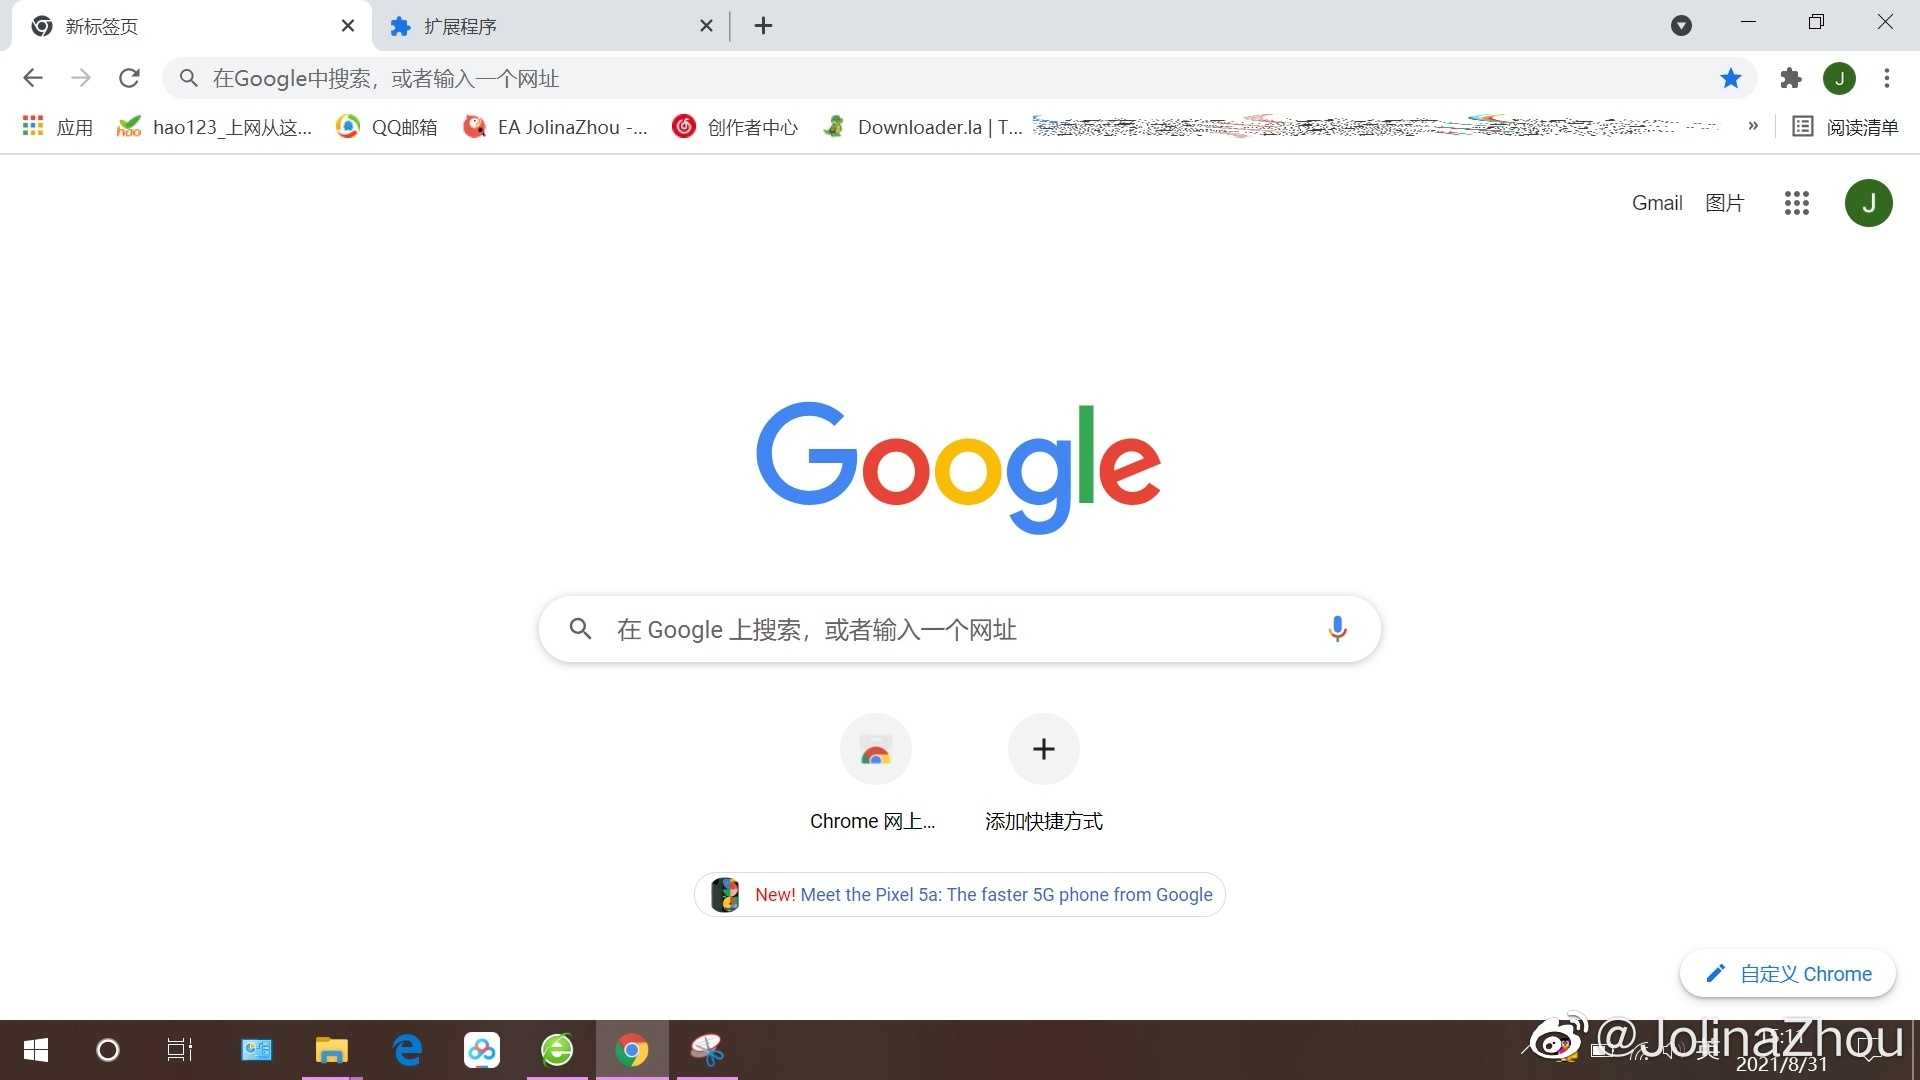 新标签页
扩展程序
在Google中搜索，或者输入一个网址
J
应用
hao123_上网从这...
QQ邮箱
EA JolinaZhou -...
创作者中心
Downloader.la | T...
»
阅读清单
Gmail
图片
J
Google
在 Google 上搜索，或者输入一个网址
Chrome 网上...
添加快捷方式
New! Meet the Pixel 5a: The faster 5G phone from Google
自定义 Chrome
英
2021/8/31
@JolinaZhou